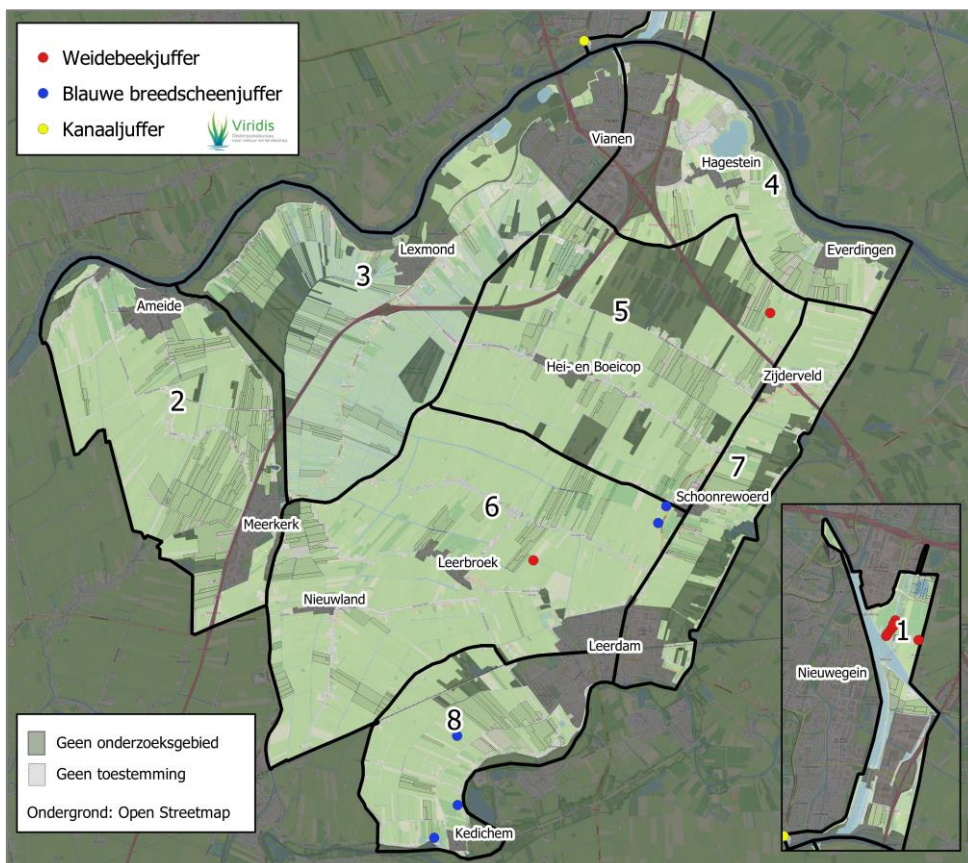 Weidebeekjuffer
Blauwe breedscheenjuffer
Kanaaljuffer
Viridis
Vianen
Hagestein
4
Everdingen
Lexmond
3
Ameide
5
Hei- en Boeicop
Zijderveld
2
7
Schoonrewoerd
6
Meerkerk
Leerbroek
Nieuwland
Leerdam
1
Nieuwegein
8
Kedichem
Geen onderzoeksgebied
Geen toestemming
Ondergrond: Open Streetmap